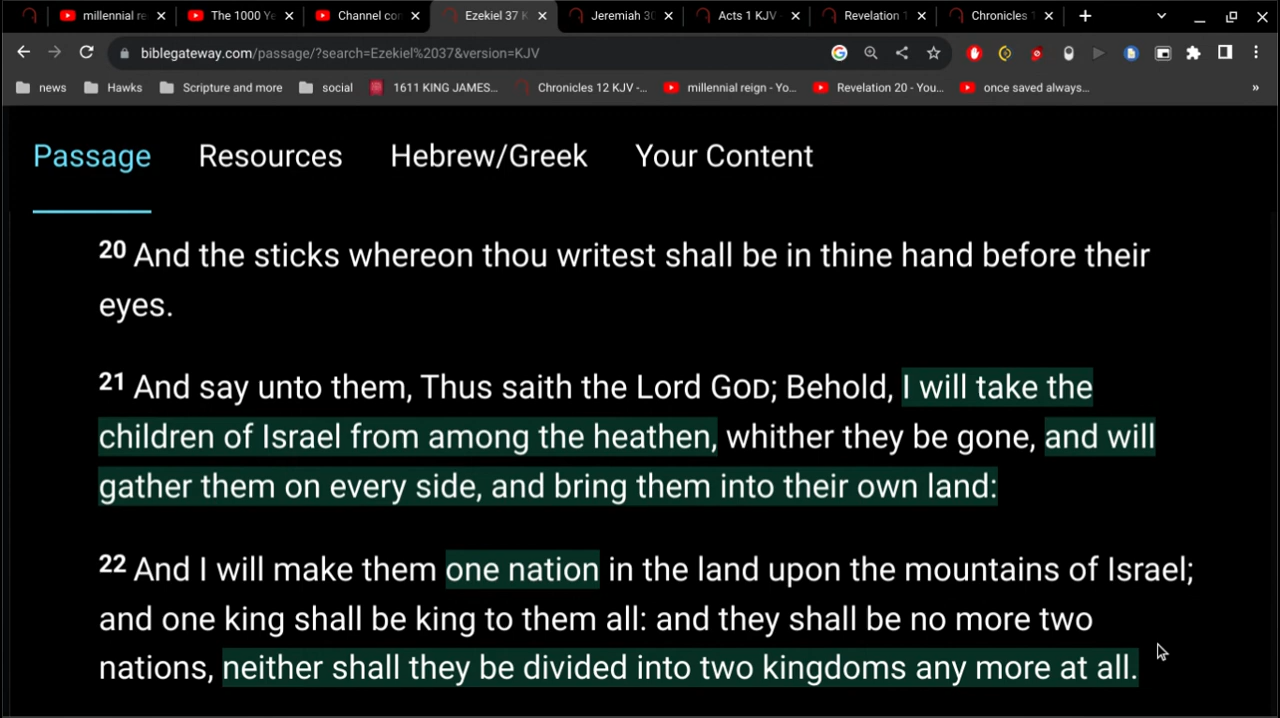 millennial re
The 1000 Ye
Channel con
Ezekiel 37 K
Jeremiah 30
Acts 1 KJV
Revelation 1
Chronicles 1
biblegateway.com/passage/?search=Ezekiel%2037&version=KJV
news
Hawks
Scripture and more
social
1611 KING JAMES...
Chronicles 12 KJV -...
millennial reign - Yo...
Revelation 20 - You...
once saved always...
»
Passage
Resources
Hebrew/Greek
Your Content
20 And the sticks whereon thou writest shall be in thine hand before their
eyes.
21 And say unto them, Thus saith the Lord GOD; Behold, I will take the
children of Israel from among the heathen, whither they be gone, and will
gather them on every side, and bring them into their own land:
22 And I will make them one nation in the land upon the mountains of Israel;
and one king shall be king to them all: and they shall be no more two
nations, neither shall they be divided into two kingdoms any more at all.